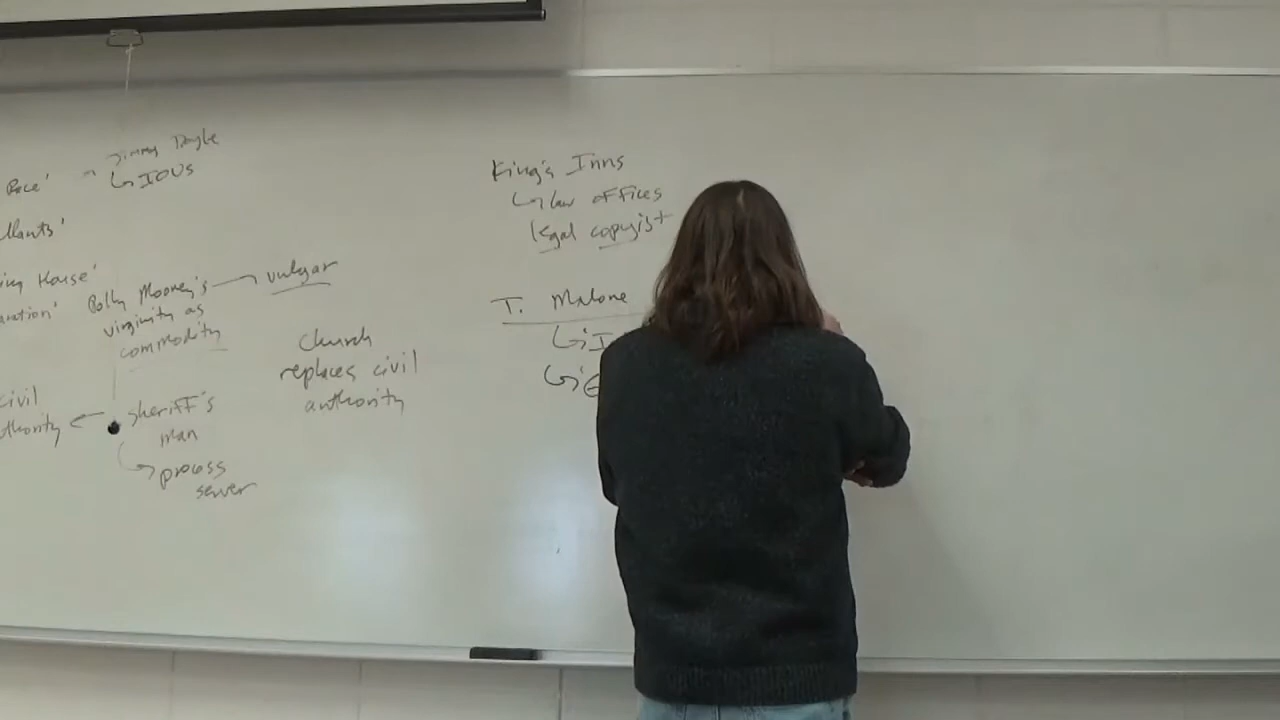 Race' - Jimmy Doyle
↳ IOUs
llants'
ing House'
aration' Polly Mooney's — vulgar
virginity as
commodity
Church
replaces civil
authority
civil
thority ← sheriff's
man
↳ process
server
King's Inns
↳ law offices
legal copyist
T. Malone
↳ I
↳